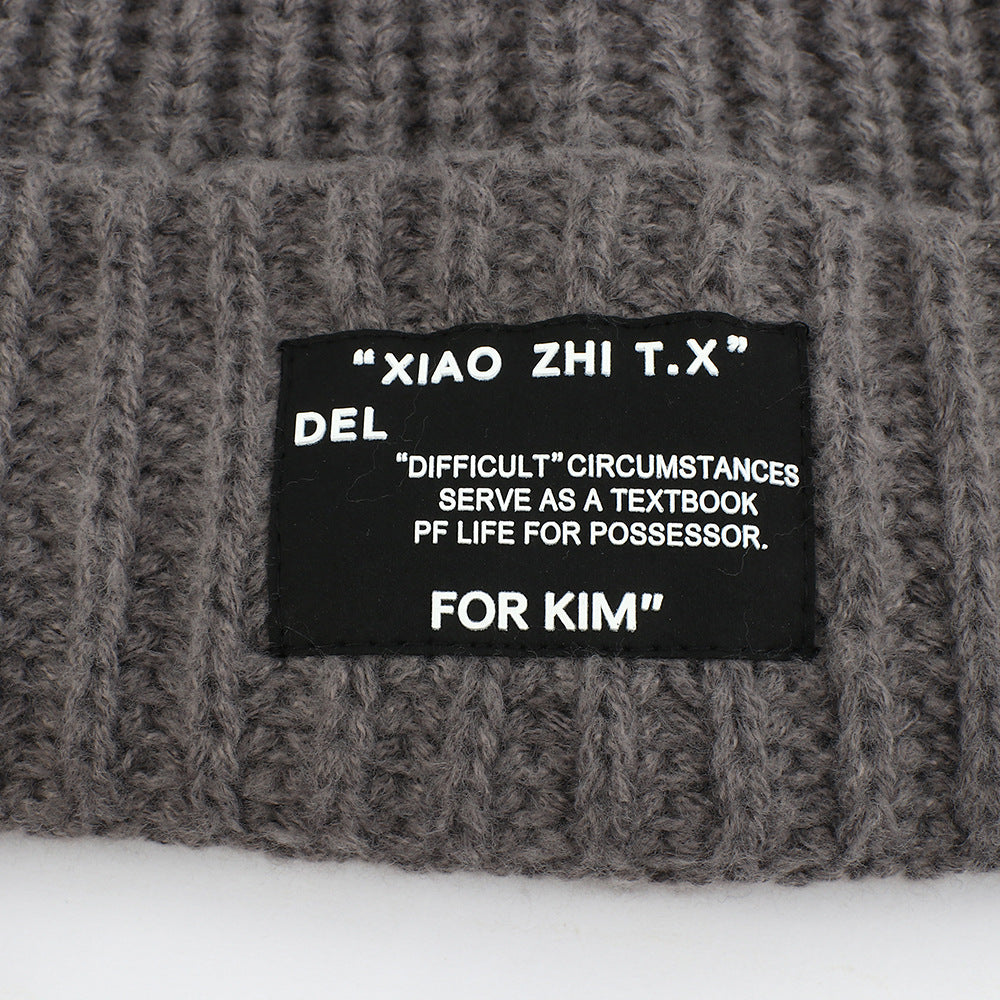 “XIAO ZHI T.X”
DEL
“DIFFICULT” CIRCUMSTANCES
SERVE AS A TEXTBOOK
PF LIFE FOR POSSESSOR.
FOR KIM”